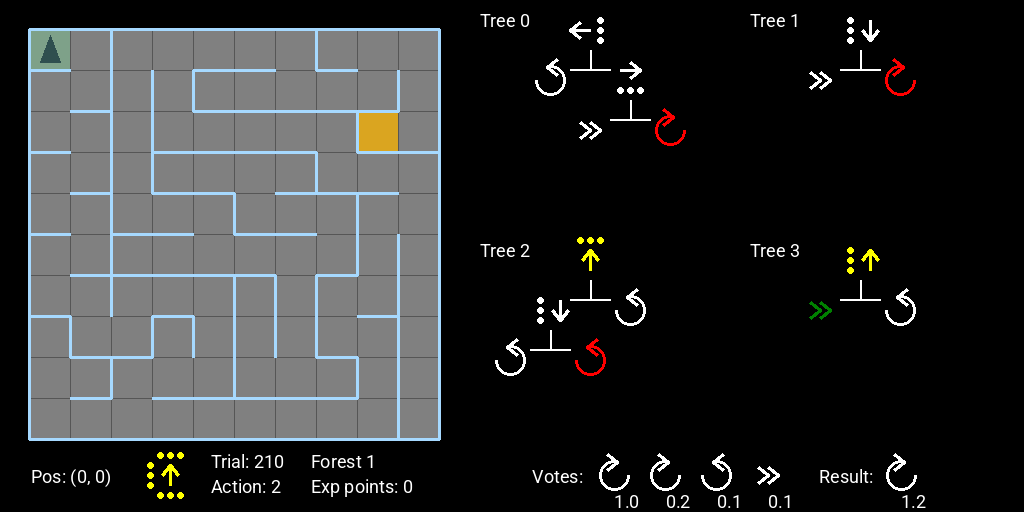 Tree 0
Tree 1
Tree 2
Tree 3
Pos: (0, 0)
Trial: 210
Forest 1
Action: 2
Exp points: 0
Votes:
1.0
0.2
0.1
0.1
Result:
1.2